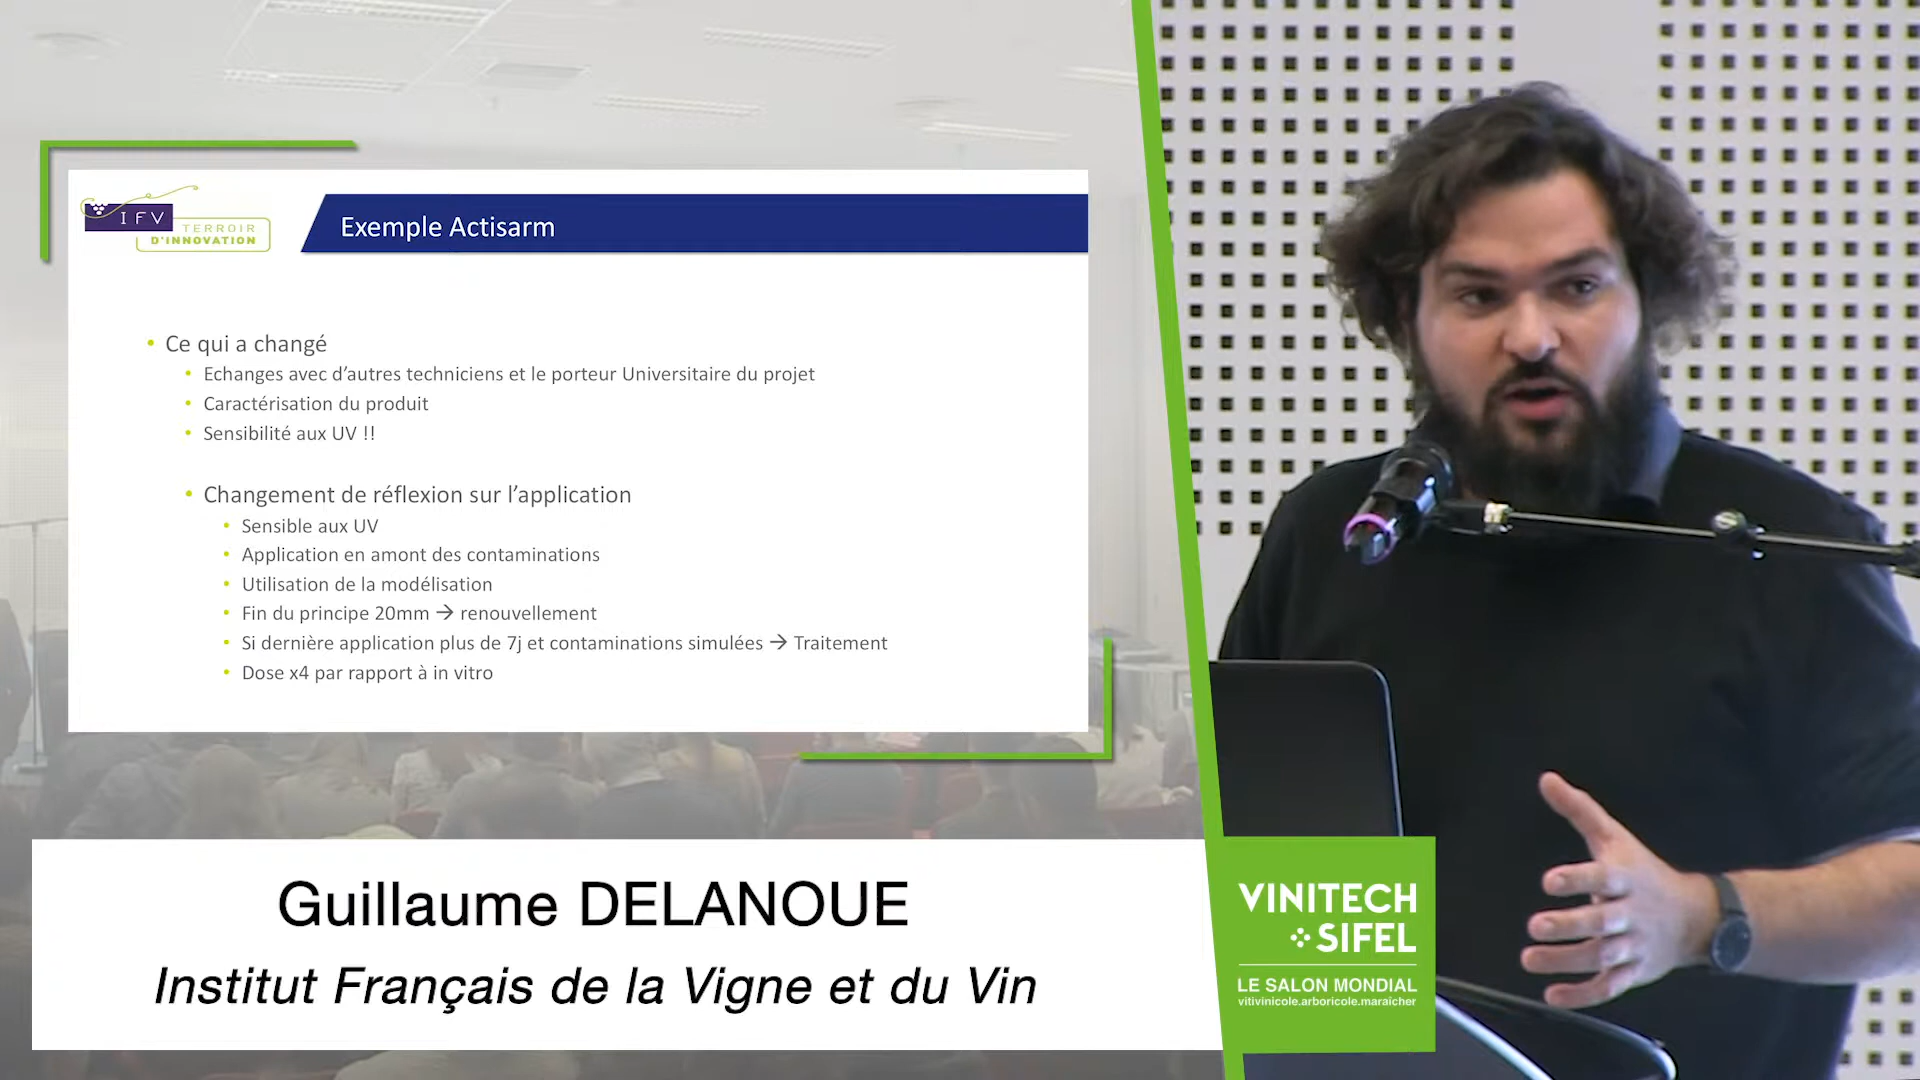 IFV
TERROIR
D'INNOVATION
Exemple Actisarm
• Ce qui a changé
• Echanges avec d'autres techniciens et le porteur Universitaire du projet
• Caractérisation du produit
• Sensibilité aux UV !!
• Changement de réflexion sur l'application
• Sensible aux UV
• Application en amont des contaminations
• Utilisation de la modélisation
• Fin du principe 20mm → renouvellement
• Si dernière application plus de 7j et contaminations simulées → Traitement
• Dose x4 par rapport à in vitro
Guillaume DELANOUE
Institut Français de la Vigne et du Vin
VINITECH
SIFEL
LE SALON MONDIAL
vitivinicole.arboricole.maraîcher